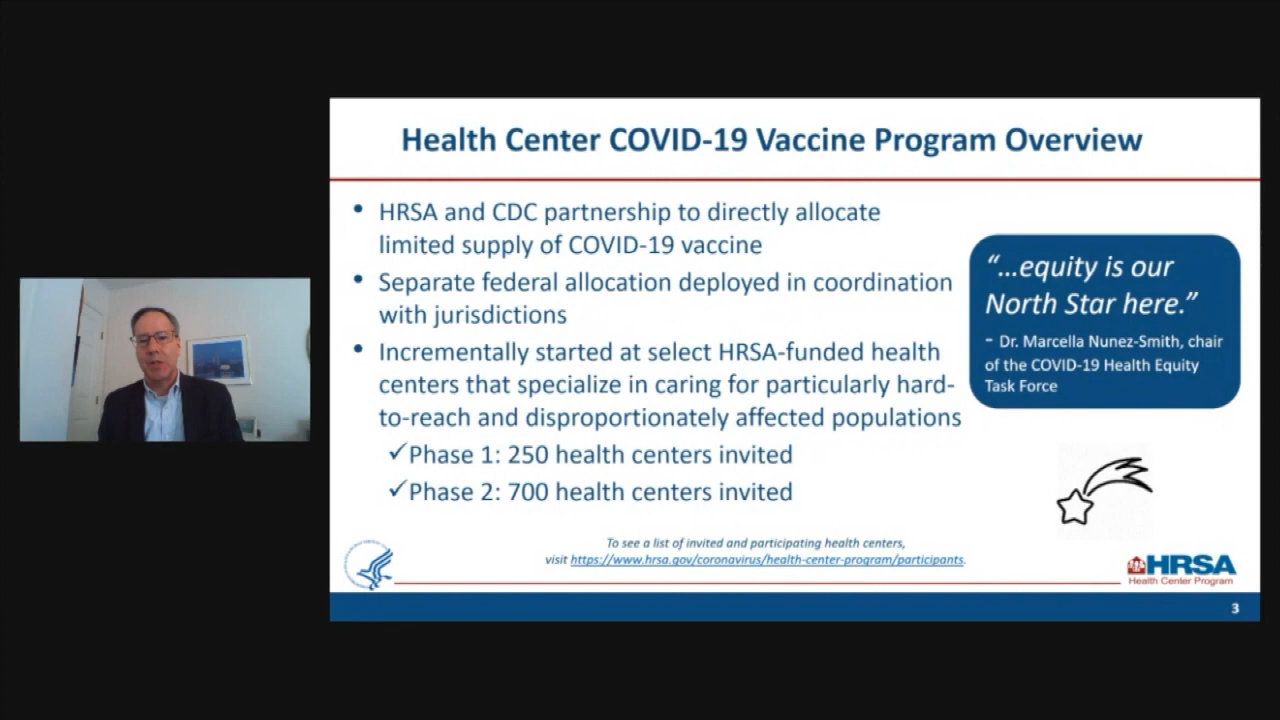 Health Center COVID-19 Vaccine Program Overview
• HRSA and CDC partnership to directly allocate
limited supply of COVID-19 vaccine
• Separate federal allocation deployed in coordination
with jurisdictions
• Incrementally started at select HRSA-funded health
centers that specialize in caring for particularly hard-
to-reach and disproportionately affected populations
✓Phase 1: 250 health centers invited
✓Phase 2: 700 health centers invited
“…equity is our
North Star here.”
- Dr. Marcella Nunez-Smith, chair
of the COVID-19 Health Equity
Task Force
To see a list of invited and participating health centers,
visit https://www.hrsa.gov/coronavirus/health-center-program/participants.
HRSA
Health Center Program
3